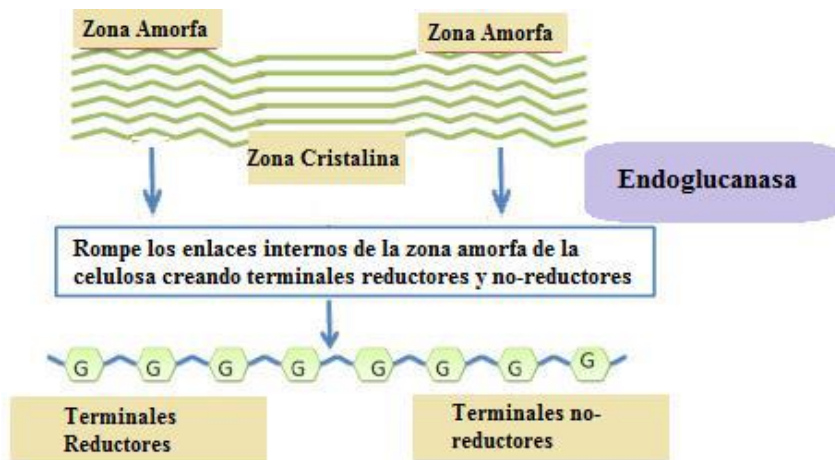 Zona Amorfa
Zona Amorfa
Zona Cristalina
Endoglucanasa
Rompe los enlaces internos de la zona amorfa de la
celulosa creando terminales reductores y no-reductores
G G G G G G G G
Terminales
Reductores
Terminales no-
reductores